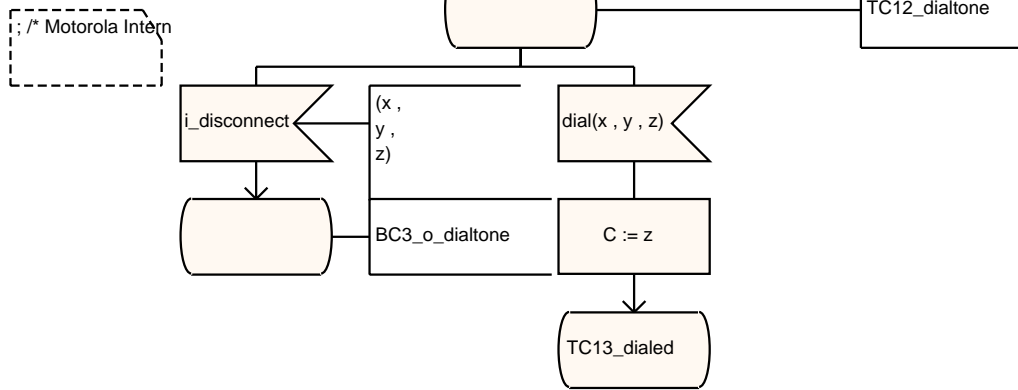 TC12_dialtone
; /* Motorola Intern
i_disconnect
(x ,
y ,
z)
dial(x , y , z)
BC3_o_dialtone
C := z
TC13_dialed